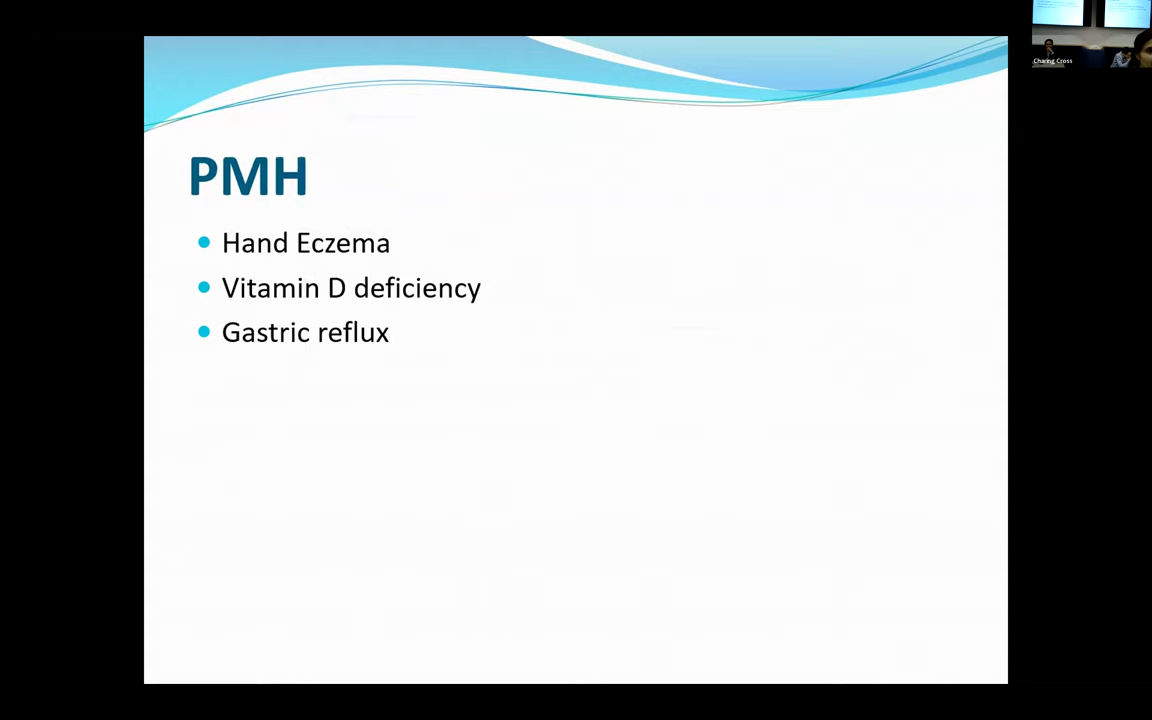 Charing Cross
PMH
Hand Eczema
Vitamin D deficiency
Gastric reflux